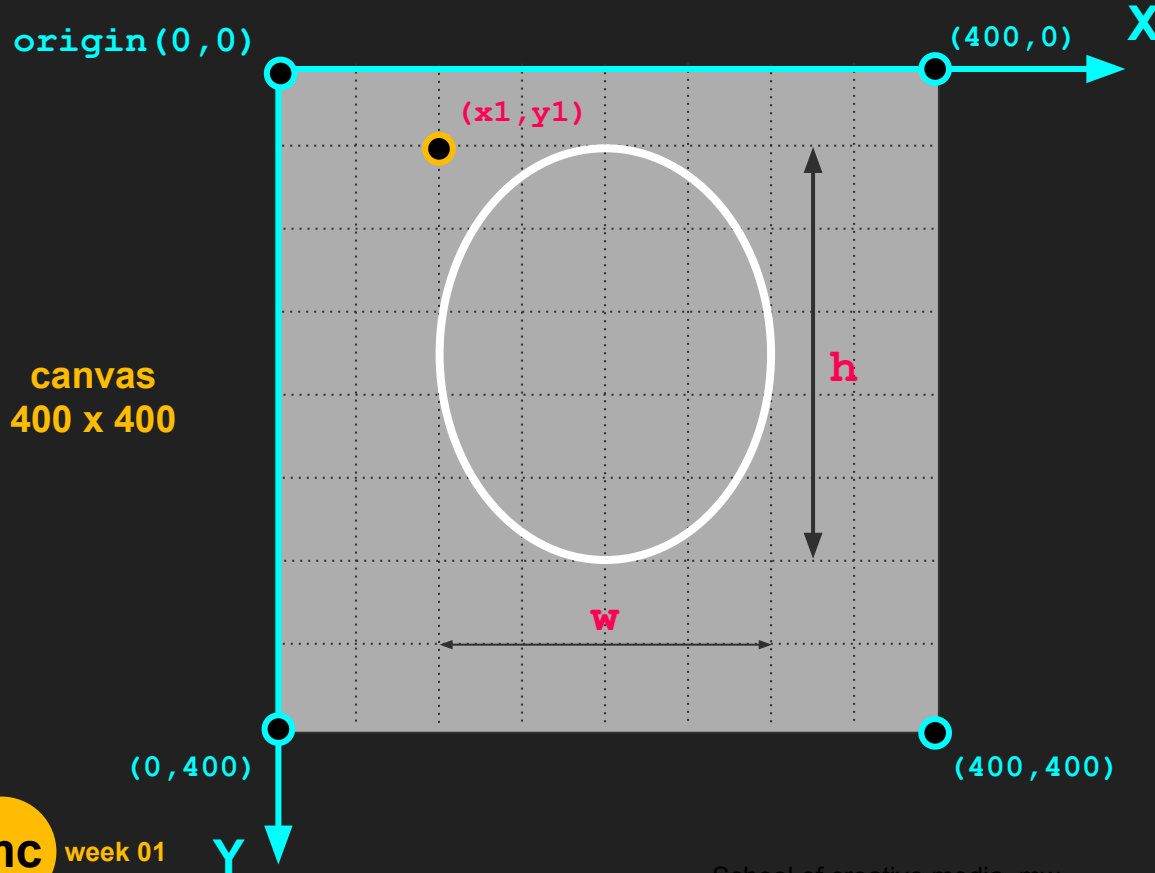 origin(0,0)
(400,0)
X
(x1,y1)
h
canvas
400 x 400
w
(0,400)
(400,400)
week 01
Y